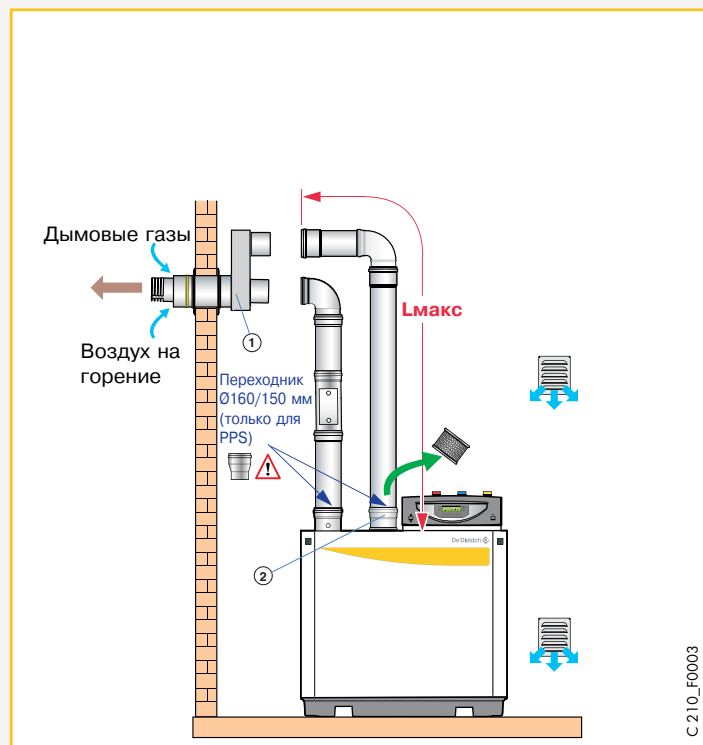 Дымовые газы
Lмакс
1
Воздух на
горение
Переходник
Ø160/150 мм
(только для
PPS)
De Dietrich
2
C 210_F0003